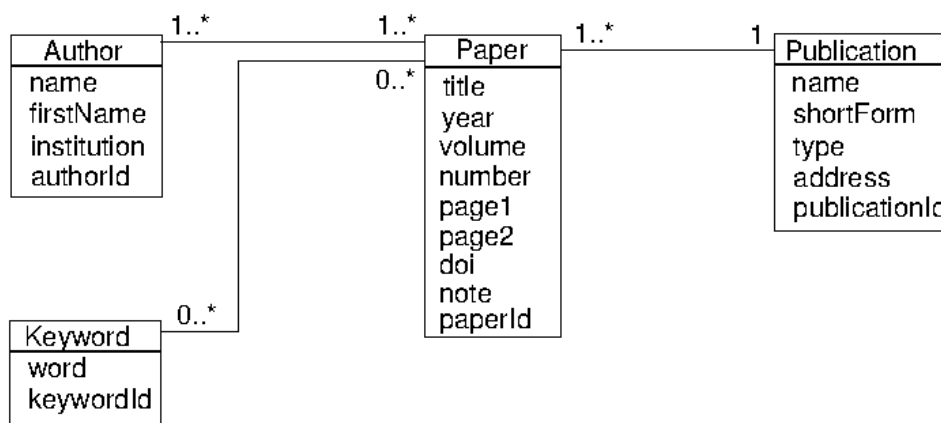 Author
name
firstName
institution
authorId
1..*
1..*
0..*
Paper
title
year
volume
number
page1
page2
doi
note
paperId
1..*
1
Publication
name
shortForm
type
address
publicationId
0..*
Keyword
word
keywordId